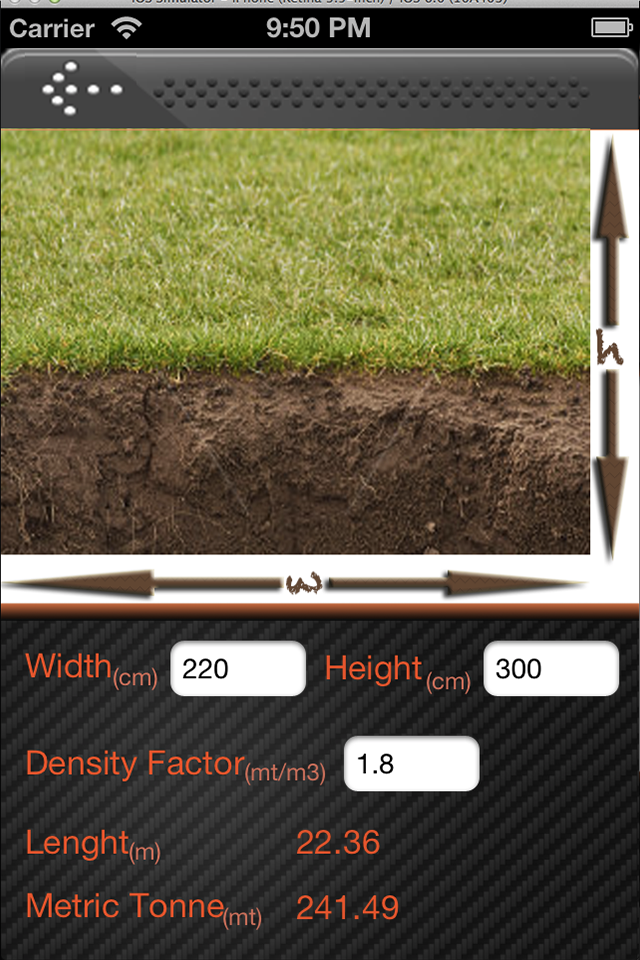 iOS Simulator - iPhone (Retina 3.5-inch) / iOS 6.0 (10A403)
Carrier 9:50 PM
h
w
Width(cm) 220 Height(cm) 300
Density Factor(mt/m3) 1.8
Lenght(m) 22.36
Metric Tonne(mt) 241.49